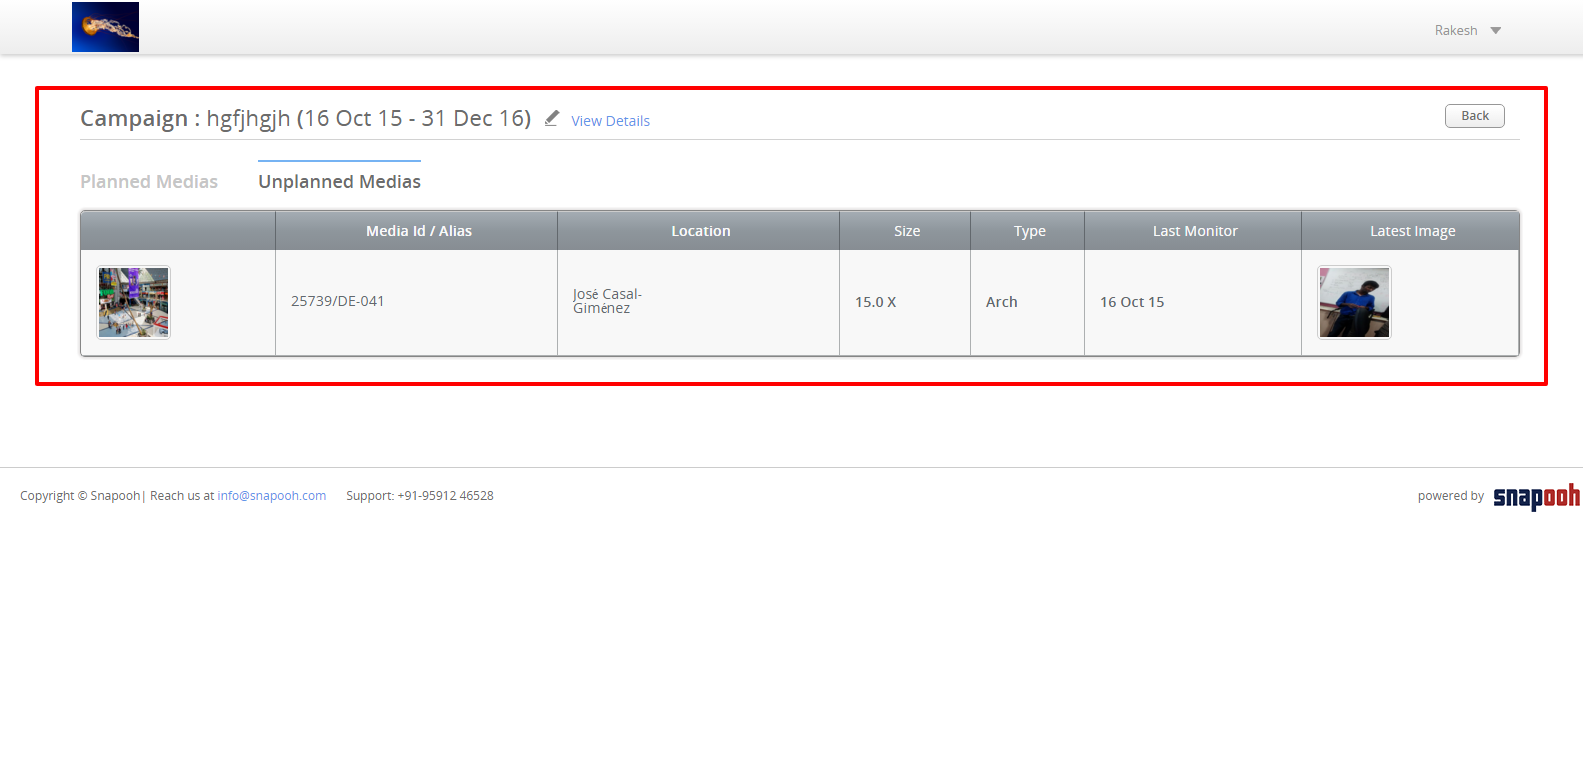 Rakesh
Campaign : hgfjhgjh (16 Oct 15 - 31 Dec 16) View Details
Back
Planned Medias Unplanned Medias
Media Id / Alias Location Size Type Last Monitor Latest Image
25739/DE-041
José Casal-
Giménez
15.0 X
Arch
16 Oct 15
Copyright © Snapooh| Reach us at info@snapooh.com Support: +91-95912 46528
powered by snapooh